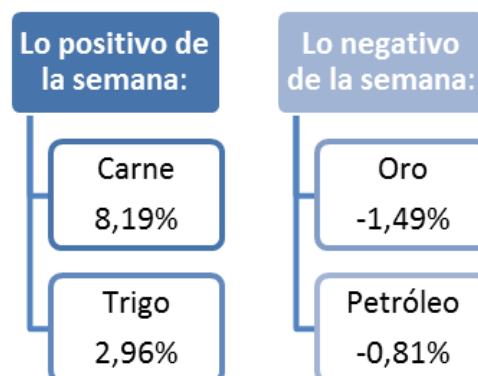 Lo positivo de
la semana:
Carne
8,19%
Trigo
2,96%
Lo negativo
de la semana:
Oro
-1,49%
Petróleo
-0,81%